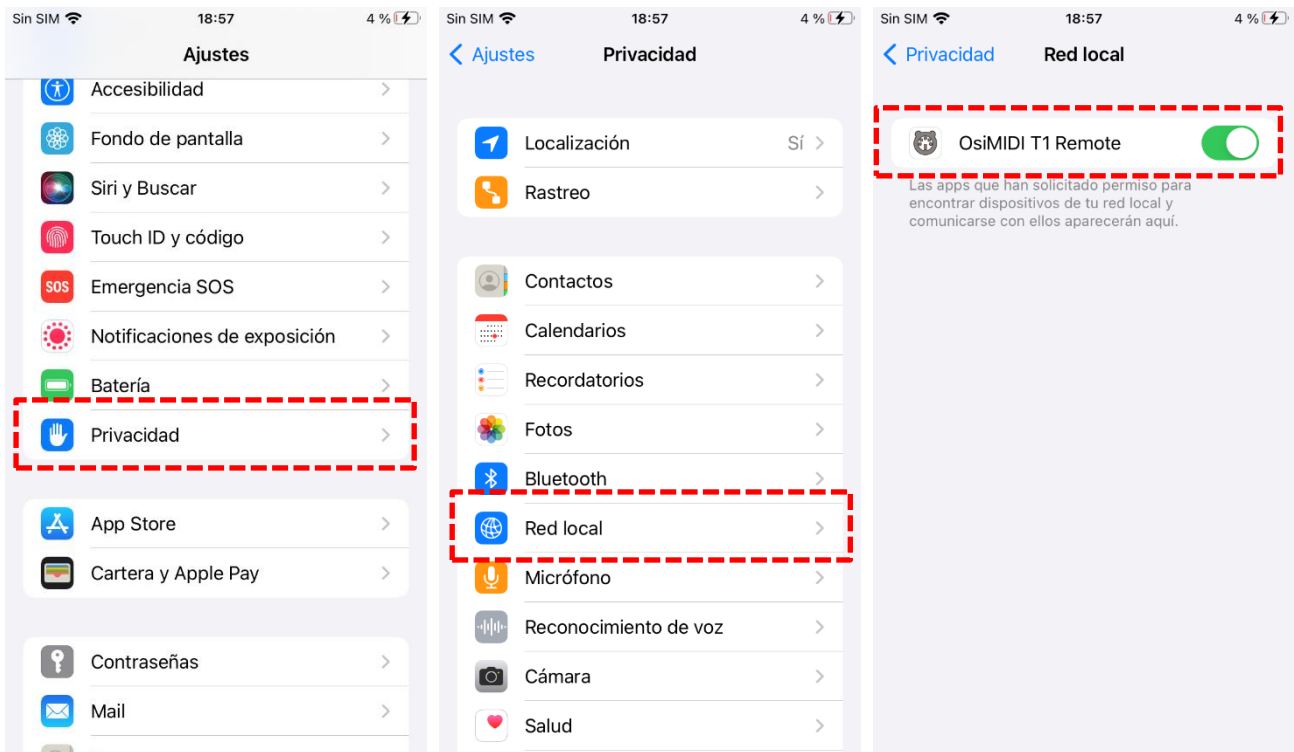 Sin SIM 18:57 4 %
Ajustes
Accesibilidad
Fondo de pantalla
Siri y Buscar
Touch ID y código
SOS Emergencia SOS
Notificaciones de exposición
Batería
Privacidad
App Store
Cartera y Apple Pay
Contraseñas
Mail
Sin SIM 18:57 4 %
Ajustes Privacidad
Localización Sí
Rastreo
Contactos
Calendarios
Recordatorios
Fotos
Bluetooth
Red local
Micrófono
Reconocimiento de voz
Cámara
Salud
Sin SIM 18:57 4 %
Privacidad Red local
OsiMIDI T1 Remote
Las apps que han solicitado permiso para
encontrar dispositivos de tu red local y
comunicarse con ellos aparecerán aquí.